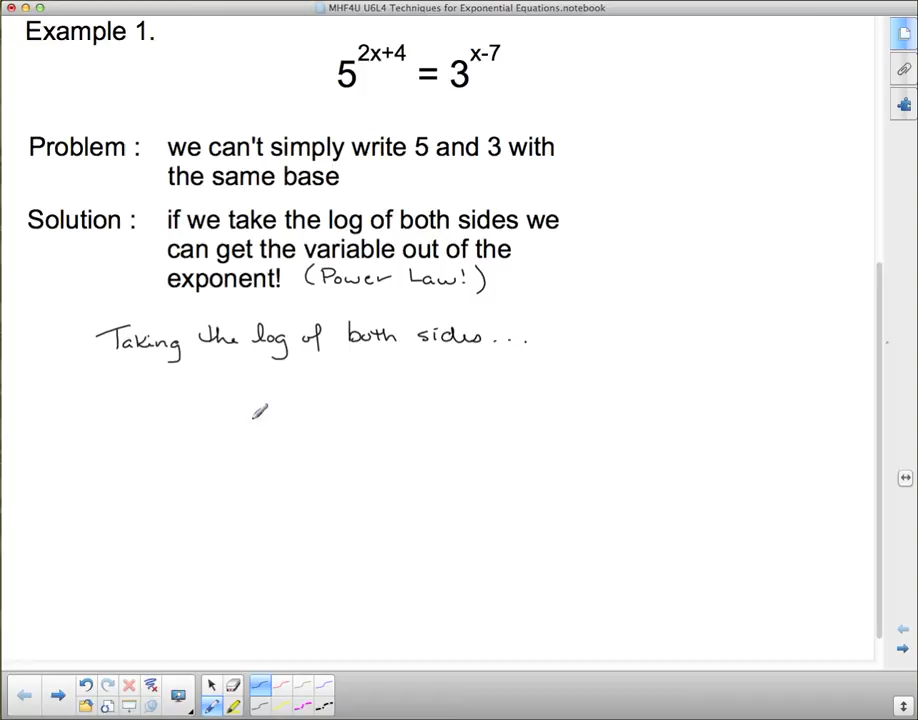 MHF4U U6L4 Techniques for Exponential Equations.notebook
Example 1.
5^{2x+4} = 3^{x-7}
Problem : we can't simply write 5 and 3 with
the same base
Solution : if we take the log of both sides we
can get the variable out of the
exponent! (Power Law!)
Taking the log of both sides...